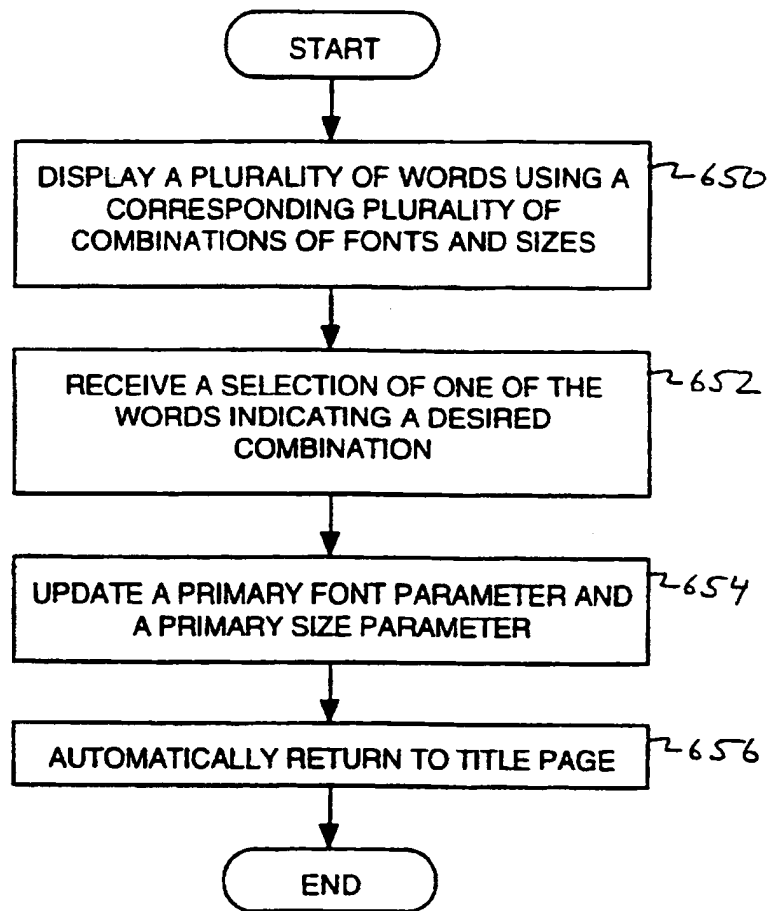 START
DISPLAY A PLURALITY OF WORDS USING A
CORRESPONDING PLURALITY OF
COMBINATIONS OF FONTS AND SIZES
650
RECEIVE A SELECTION OF ONE OF THE
WORDS INDICATING A DESIRED
COMBINATION
652
UPDATE A PRIMARY FONT PARAMETER AND
A PRIMARY SIZE PARAMETER
654
AUTOMATICALLY RETURN TO TITLE PAGE
656
END